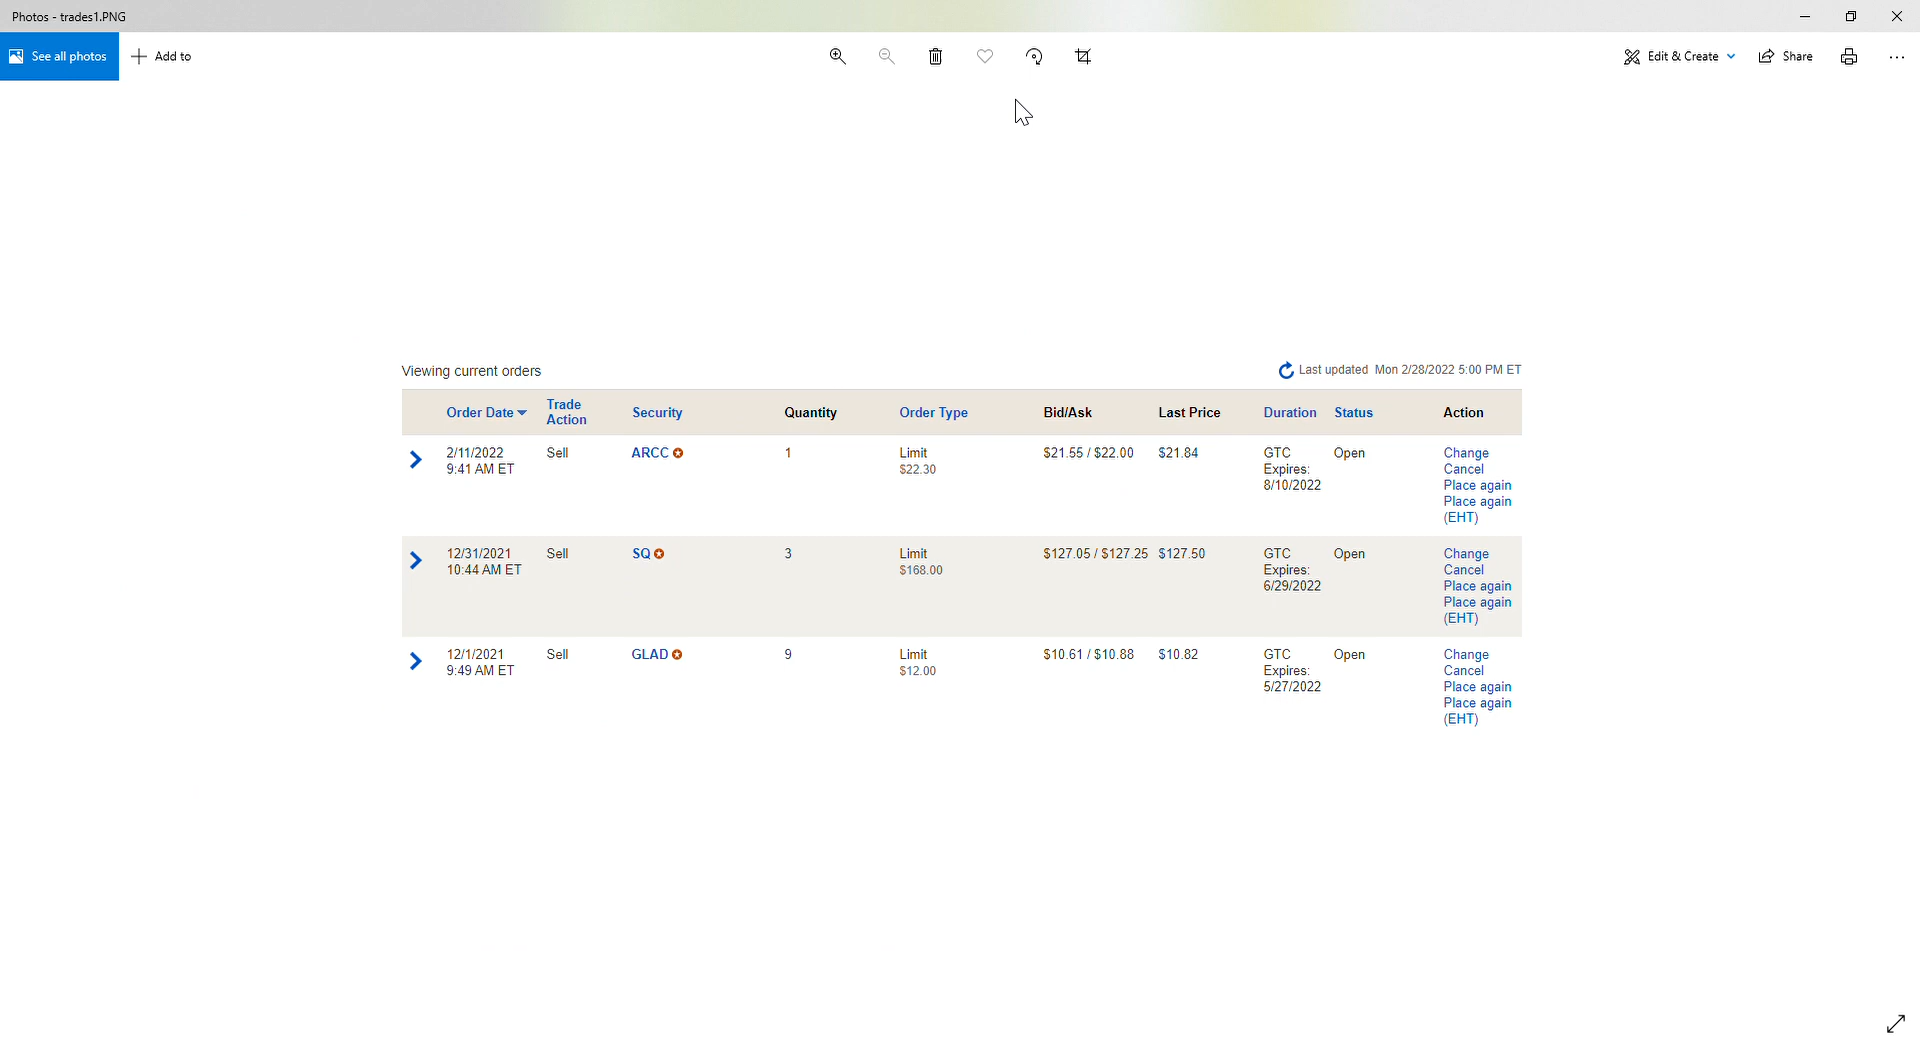 Photos - trades1.PNG
See all photos
Add to
Edit & Create
Share
Viewing current orders
Last updated Mon 2/28/2022 5:00 PM ET
Order Date Trade Action Security Quantity Order Type Bid/Ask Last Price Duration Status Action
2/11/2022 Sell ARCC 1 Limit $21.55 / $22.00 $21.84 GTC Open Change
9:41 AM ET $22.30 Expires: Cancel
8/10/2022 Place again
Place again
(EHT)
12/31/2021 Sell SQ 3 Limit $127.05 / $127.25 $127.50 GTC Open Change
10:44 AM ET $168.00 Expires: Cancel
6/29/2022 Place again
Place again
(EHT)
12/1/2021 Sell GLAD 9 Limit $10.61 / $10.88 $10.82 GTC Open Change
9:49 AM ET $12.00 Expires: Cancel
5/27/2022 Place again
Place again
(EHT)